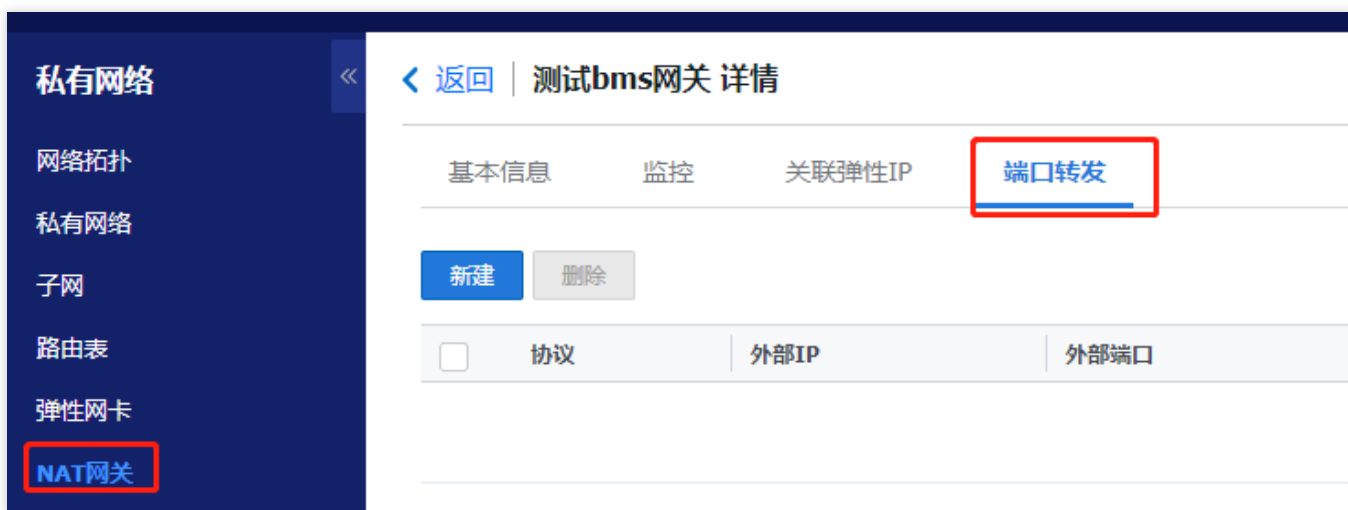 私有网络
«
返回
测试bms网关 详情
网络拓扑
私有网络
子网
路由表
弹性网卡
NAT网关
基本信息
监控
关联弹性IP
端口转发
新建
删除
协议
外部IP
外部端口